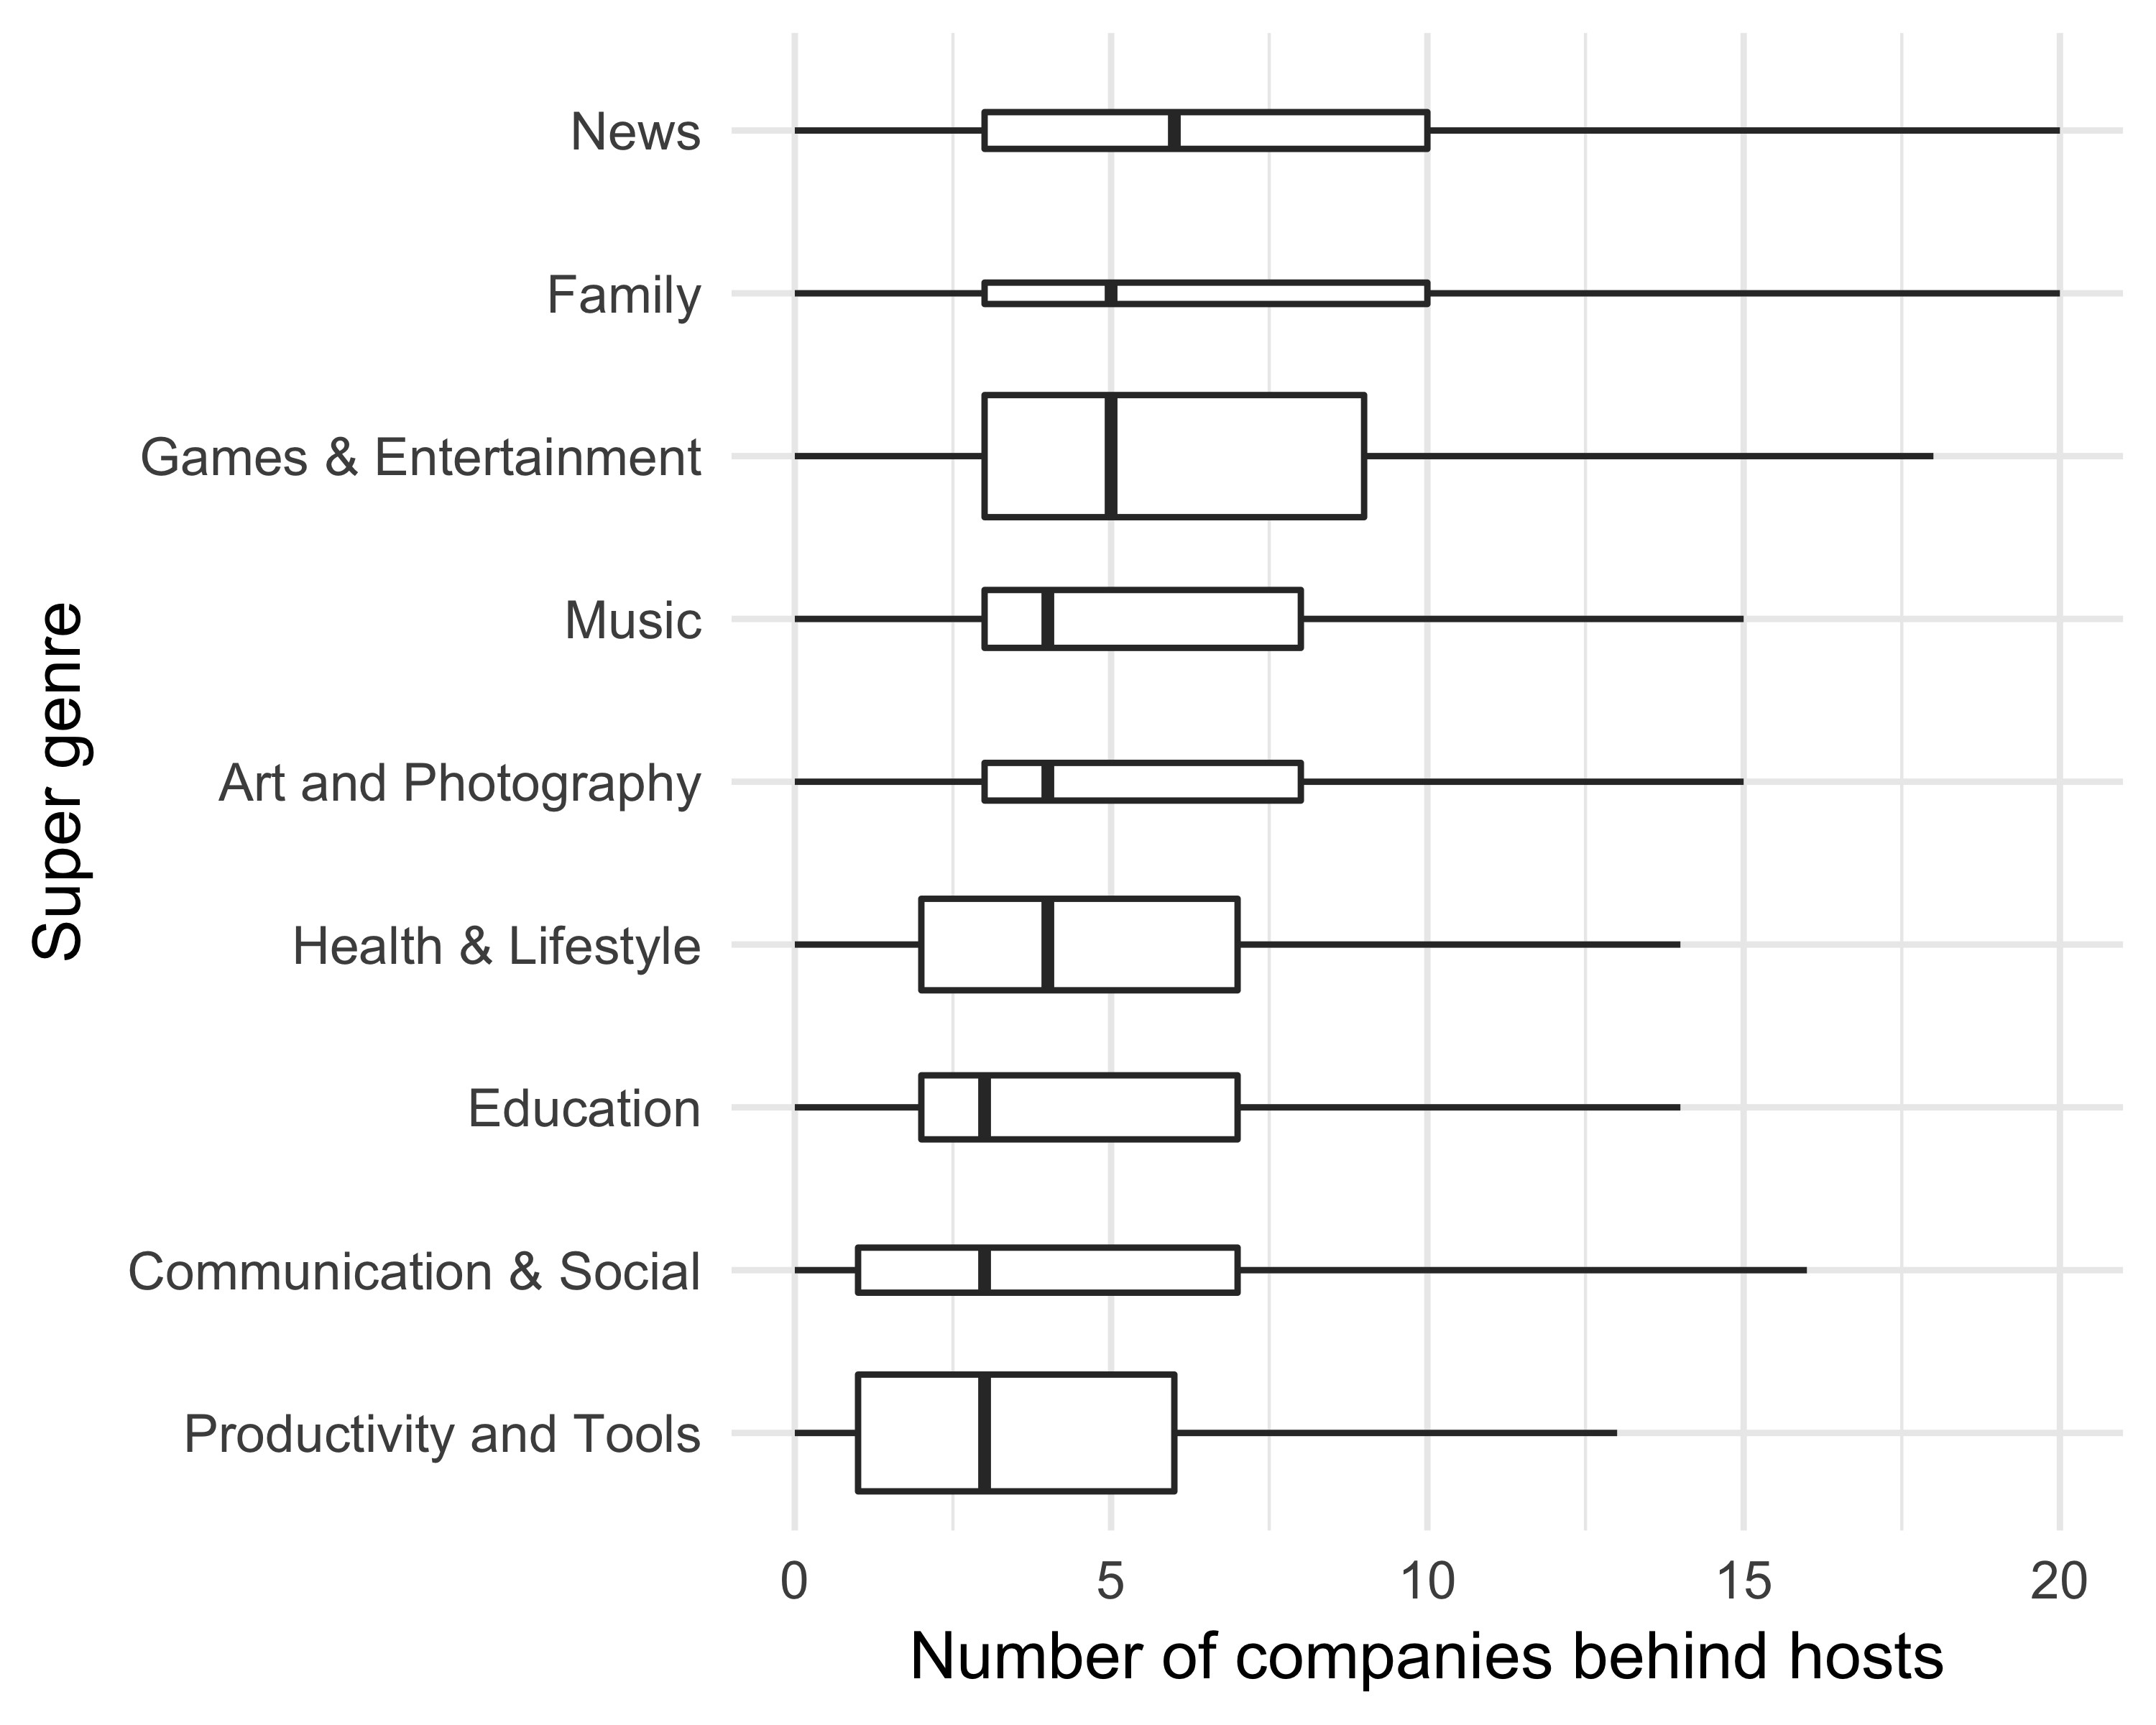 Super genre
News
Family
Games & Entertainment
Music
Art and Photography
Health & Lifestyle
Education
Communication & Social
Productivity and Tools
0 5 10 15 20
Number of companies behind hosts